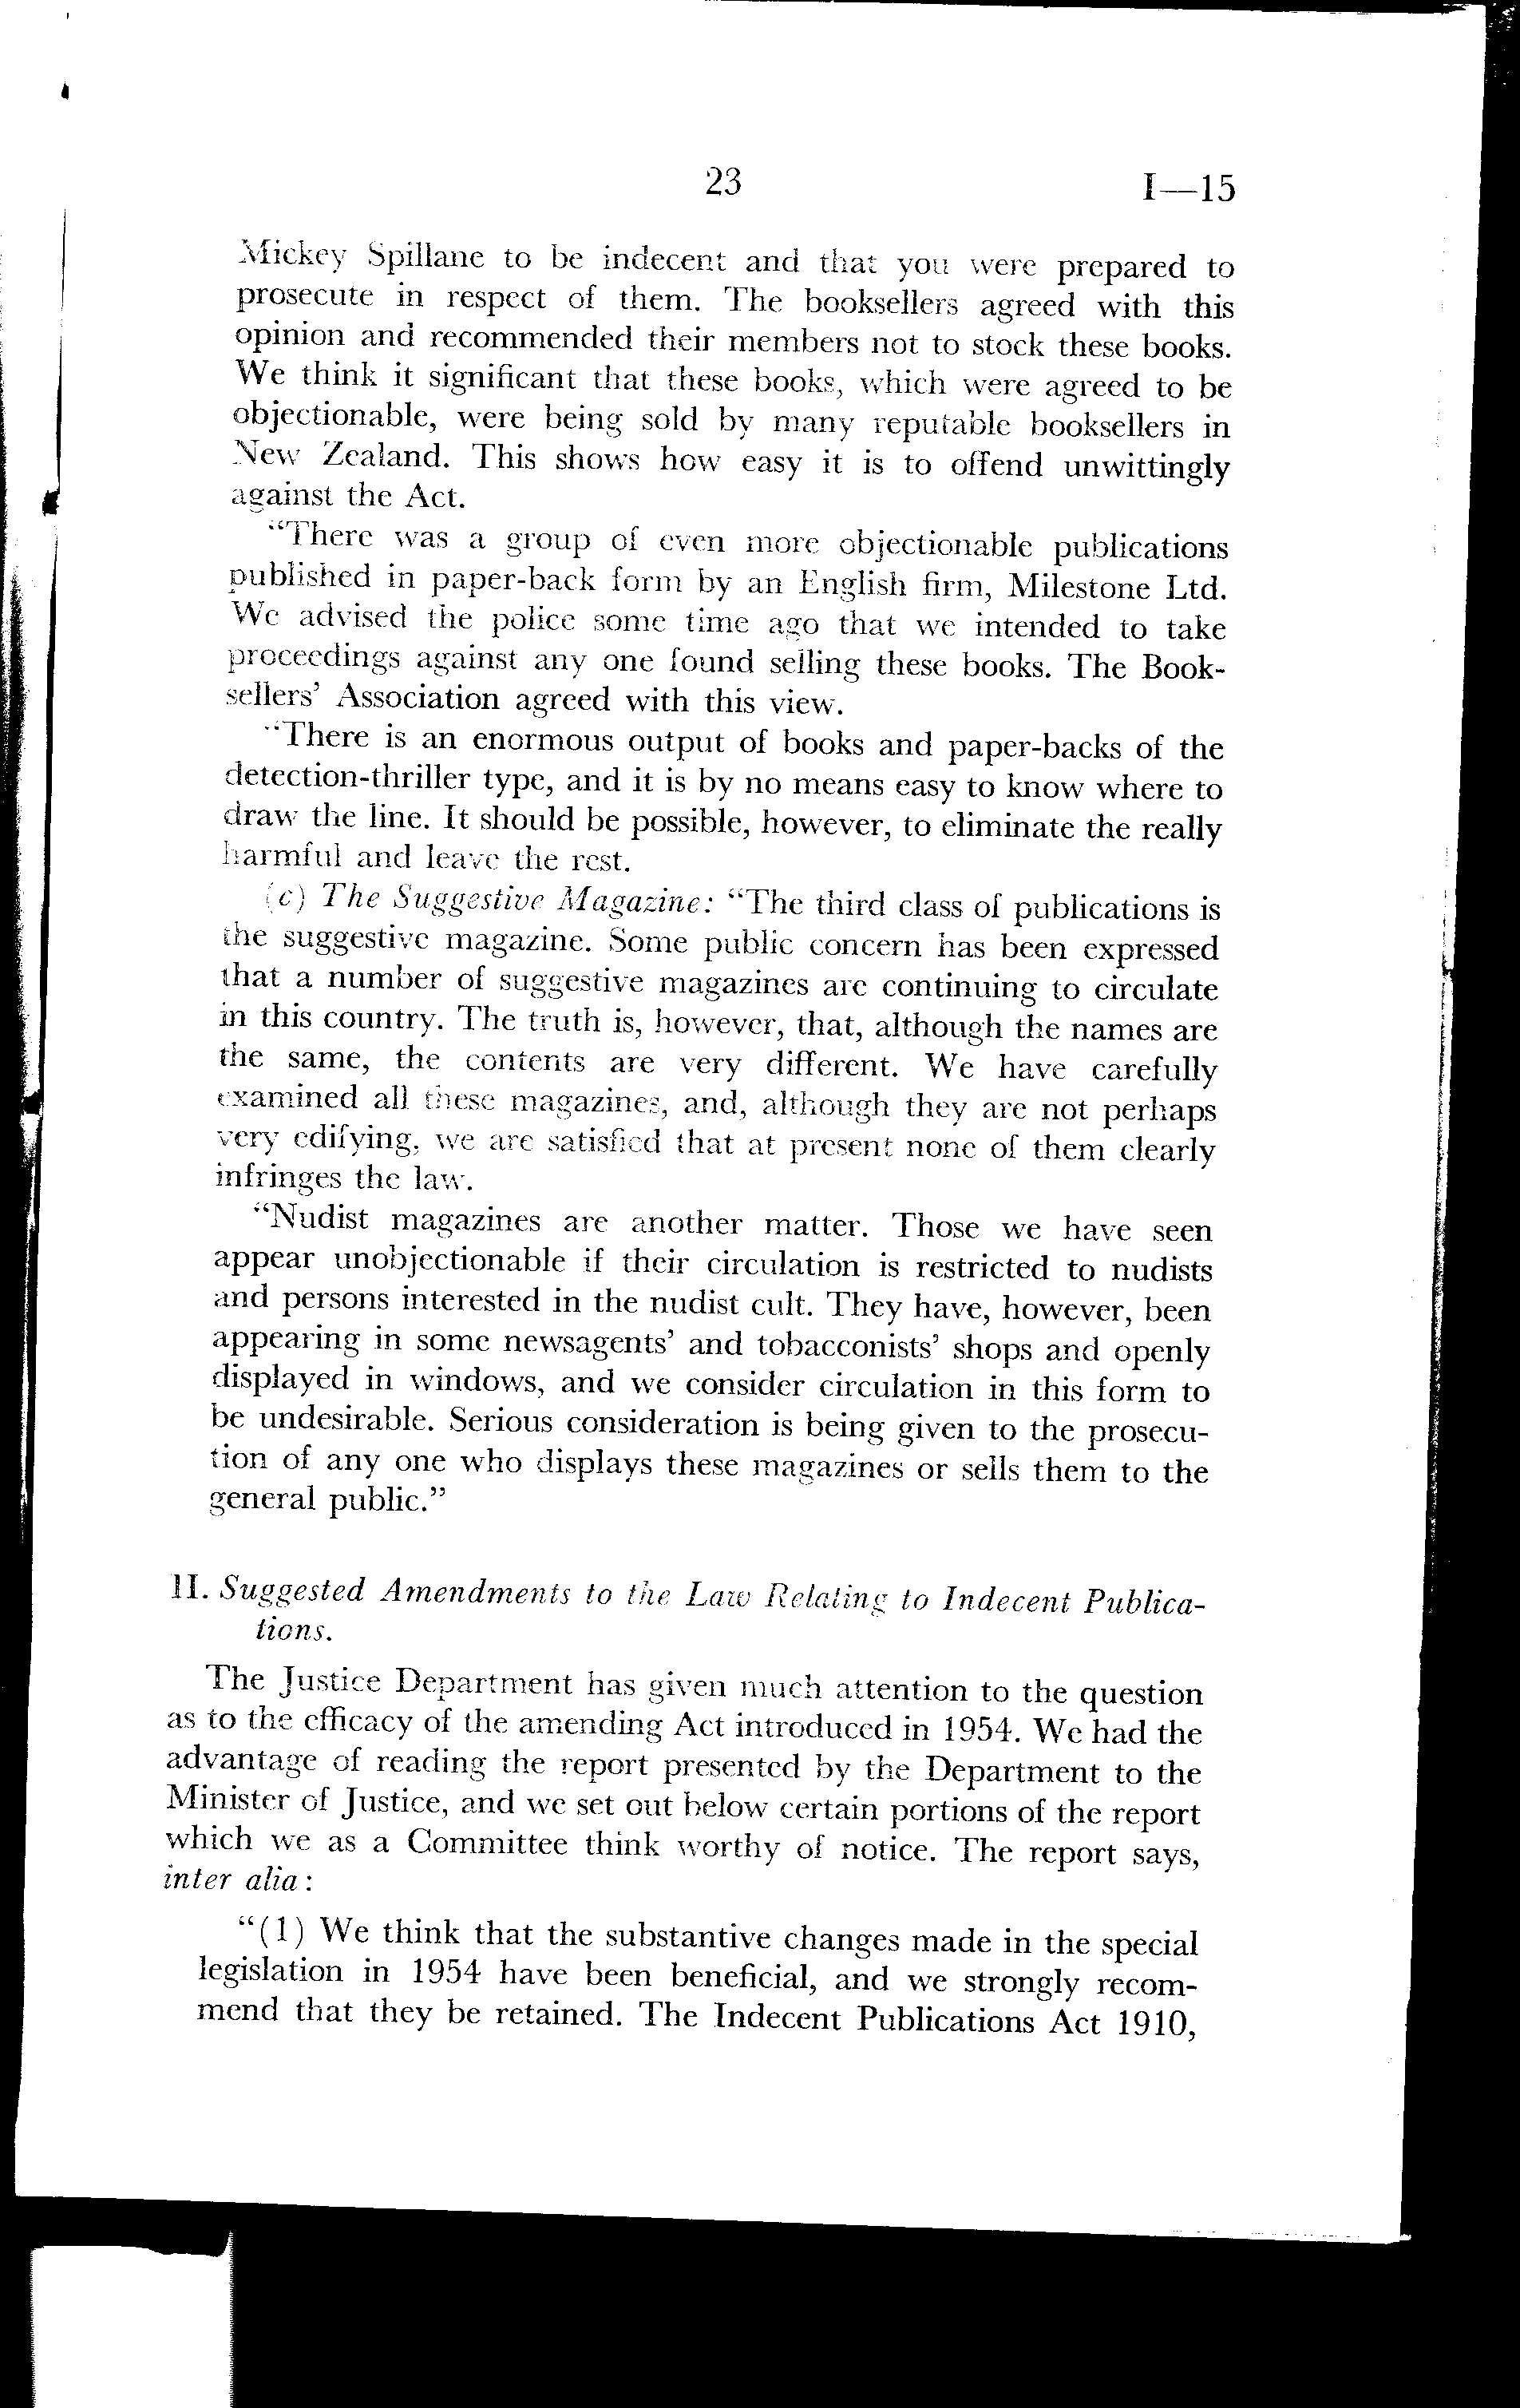 23
I—15
Mickey Spillane to be indecent and that you were prepared to
prosecute in respect of them. The booksellers agreed with this
opinion and recommended their members not to stock these books.
We think it significant that these books, which were agreed to be
objectionable, were being sold by many reputable booksellers in
New Zealand. This shows how easy it is to offend unwittingly
against the Act.
"There was a group of even more objectionable publications
published in paper-back form by an English firm, Milestone Ltd.
We advised the police some time ago that we intended to take
proceedings against any one found selling these books. The Book-
sellers' Association agreed with this view.
"There is an enormous output of books and paper-backs of the
detection-thriller type, and it is by no means easy to know where to
draw the line. It should be possible, however, to eliminate the really
harmful and leave the rest.
(c) The Suggestive Magazine: "The third class of publications is
the suggestive magazine. Some public concern has been expressed
that a number of suggestive magazines are continuing to circulate
in this country. The truth is, however, that, although the names are
the same, the contents are very different. We have carefully
examined all these magazines, and, although they are not perhaps
very edifying, we are satisfied that at present none of them clearly
infringes the law.
"Nudist magazines are another matter. Those we have seen
appear unobjectionable if their circulation is restricted to nudists
and persons interested in the nudist cult. They have, however, been
appearing in some newsagents' and tobacconists' shops and openly
displayed in windows, and we consider circulation in this form to
be undesirable. Serious consideration is being given to the prosecu-
tion of any one who displays these magazines or sells them to the
general public."
II. Suggested Amendments to the Law Relating to Indecent Publica-
tions.
The Justice Department has given much attention to the question
as to the efficacy of the amending Act introduced in 1954. We had the
advantage of reading the report presented by the Department to the
Minister of Justice, and we set out below certain portions of the report
which we as a Committee think worthy of notice. The report says,
inter alia:
"(1) We think that the substantive changes made in the special
legislation in 1954 have been beneficial, and we strongly recom-
mend that they be retained. The Indecent Publications Act 1910,